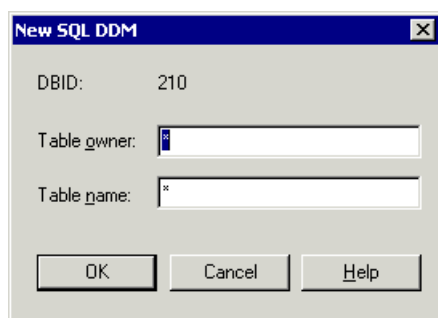 New SQL DDM
DBID: 210
Table owner: *
Table name: *
OK Cancel Help